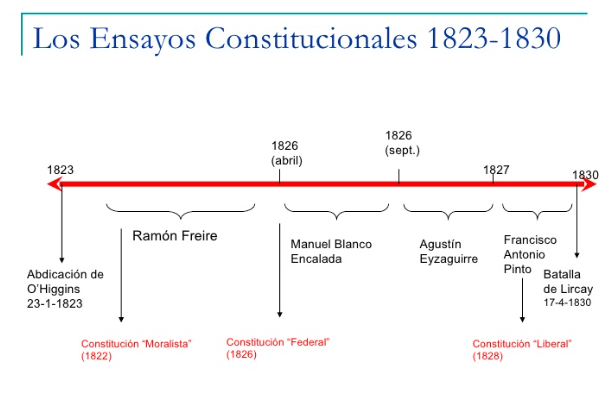 Los Ensayos Constitucionales 1823-1830
1823
1826
(abril)
1826
(sept.)
1827
1830
Ramón Freire
Manuel Blanco
Encalada
Agustín
Eyzaguirre
Francisco
Antonio
Pinto
Abdicación de
O'Higgins
23-1-1823
Batalla
de Lircay
17-4-1830
Constitución "Moralista"
(1822)
Constitución "Federal"
(1826)
Constitución "Liberal"
(1828)